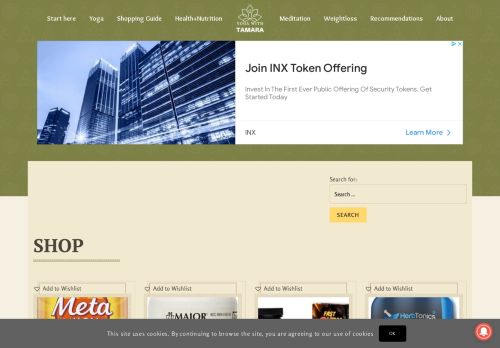 Start here
Yoga
Shopping Guide
Health+Nutrition
YOGA WITH
TAMARA
Meditation
Weightloss
Recommendations
About
Join INX Token Offering
Invest In The First Ever Public Offering Of Security Tokens. Get
Started Today
INX
Learn More
Search for:
Search …
SEARCH
SHOP
Add to Wishlist
Add to Wishlist
Add to Wishlist
Add to Wishlist
Meta
MAJOR
FAST
HerbTonics
This site uses cookies. By continuing to browse the site, you are agreeing to our use of cookies
OK